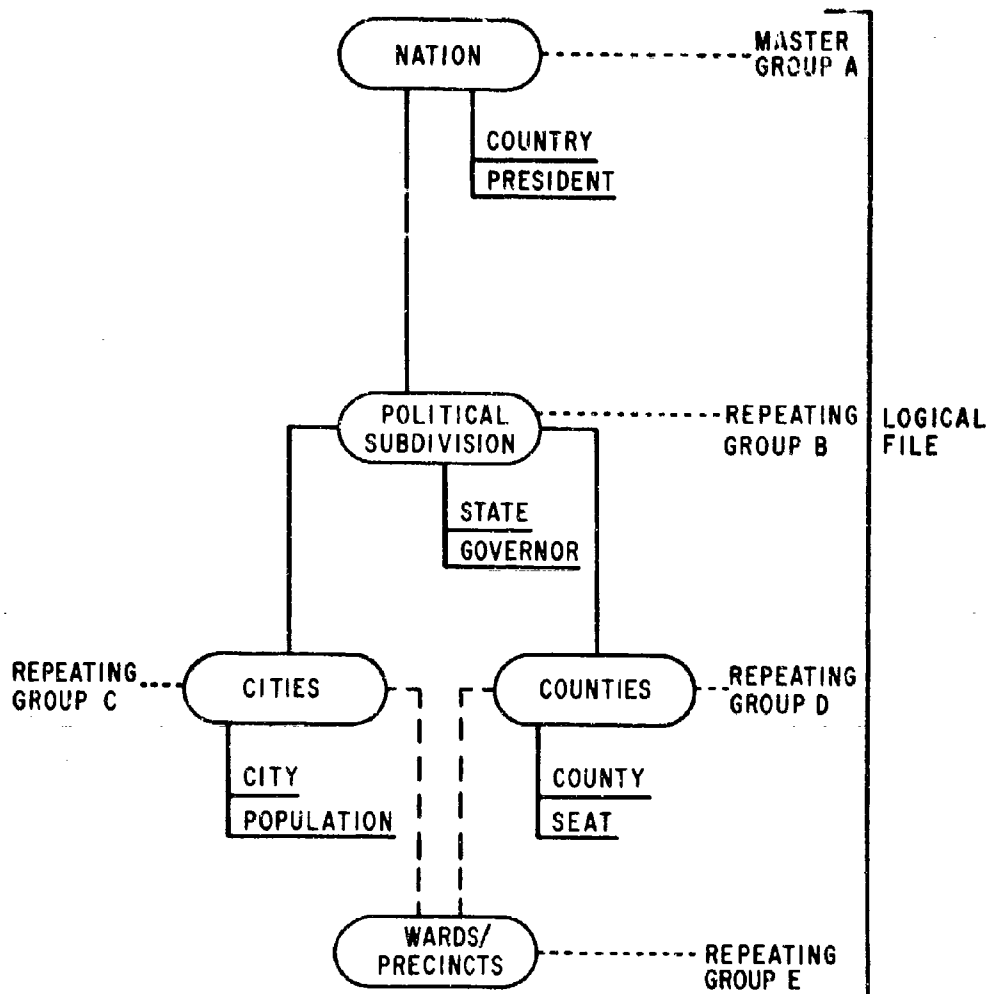 NATION
MASTER
GROUP A
COUNTRY
PRESIDENT
POLITICAL
SUBDIVISION
REPEATING
GROUP B
LOGICAL
FILE
STATE
GOVERNOR
REPEATING
GROUP C
CITIES
COUNTIES
REPEATING
GROUP D
CITY
POPULATION
COUNTY
SEAT
WARDS/
PRECINCTS
REPEATING
GROUP E